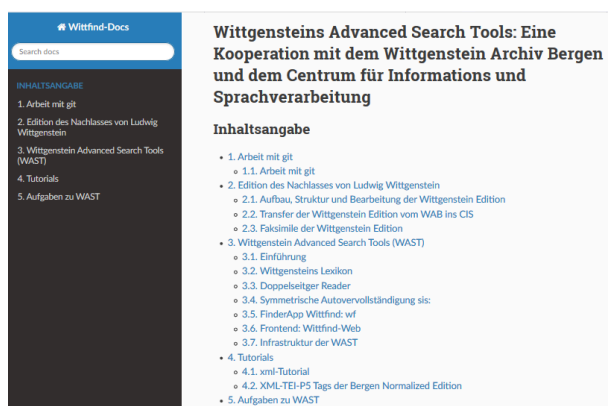 Wittfind-Docs
Search docs
INHALTSANGABE
1. Arbeit mit git
2. Edition des Nachlasses von Ludwig
Wittgenstein
3. Wittgenstein Advanced Search Tools
(WAST)
4. Tutorials
5. Aufgaben zu WAST
Wittgensteins Advanced Search Tools: Eine
Kooperation mit dem Wittgenstein Archiv Bergen
und dem Centrum für Informations und
Sprachverarbeitung
Inhaltsangabe
• 1. Arbeit mit git
◦ 1.1. Arbeit mit git
• 2. Edition des Nachlasses von Ludwig Wittgenstein
◦ 2.1. Aufbau, Struktur und Bearbeitung der Wittgenstein Edition
◦ 2.2. Transfer der Wittgenstein Edition vom WAB ins CIS
◦ 2.3. Faksimile der Wittgenstein Edition
• 3. Wittgenstein Advanced Search Tools (WAST)
◦ 3.1. Einführung
◦ 3.2. Wittgensteins Lexikon
◦ 3.3. Doppelseitger Reader
◦ 3.4. Symmetrische Autovervollständigung sis:
◦ 3.5. FinderApp Wittfind: wf
◦ 3.6. Frontend: Wittfind-Web
◦ 3.7. Infrastruktur der WAST
• 4. Tutorials
◦ 4.1. xml-Tutorial
◦ 4.2. XML-TEI-P5 Tags der Bergen Normalized Edition
• 5. Aufgaben zu WAST